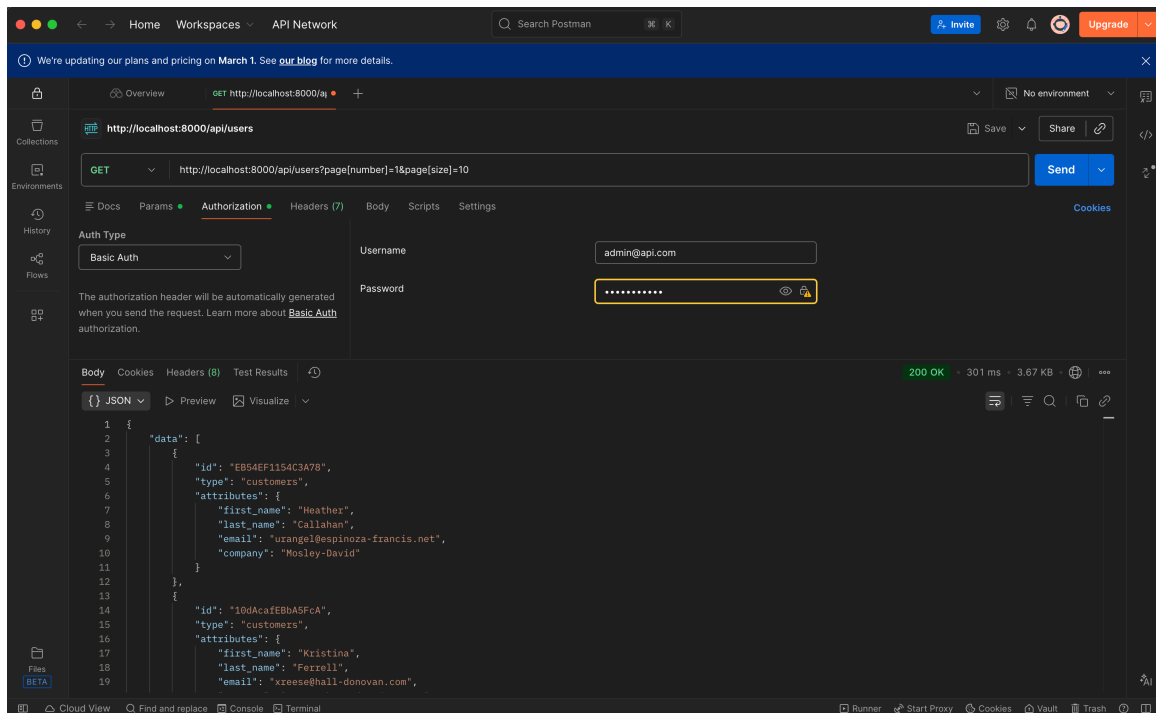 Home Workspaces API Network Search Postman ⌘ K Invite Upgrade
We're updating our plans and pricing on March 1. See our blog for more details.
Overview GET http://localhost:8000/ap No environment
Collections
Environments
History
Flows
Files
BETA
HTTP http://localhost:8000/api/users Save Share
GET http://localhost:8000/api/users?page[number]=1&page[size]=10 Send
Docs Params Authorization Headers (7) Body Scripts Settings Cookies
Auth Type
Basic Auth
The authorization header will be automatically generated
when you send the request. Learn more about Basic Auth
authorization.
Username admin@api.com
Password •••••••••••
Body Cookies Headers (8) Test Results 200 OK • 301 ms • 3.67 KB
{} JSON Preview Visualize
1 {
2 "data": [
3 {
4 "id": "EB54EF1154C3A78",
5 "type": "customers",
6 "attributes": {
7 "first_name": "Heather",
8 "last_name": "Callahan",
9 "email": "urangel@espinoza-francis.net",
10 "company": "Mosley-David"
11 }
12 },
13 {
14 "id": "10dAcafEBbA5FcA",
15 "type": "customers",
16 "attributes": {
17 "first_name": "Kristina",
18 "last_name": "Ferrell",
19 "email": "xreese@hall-donovan.com",
AI
Cloud View Find and replace Console Terminal Runner Start Proxy Cookies Vault Trash